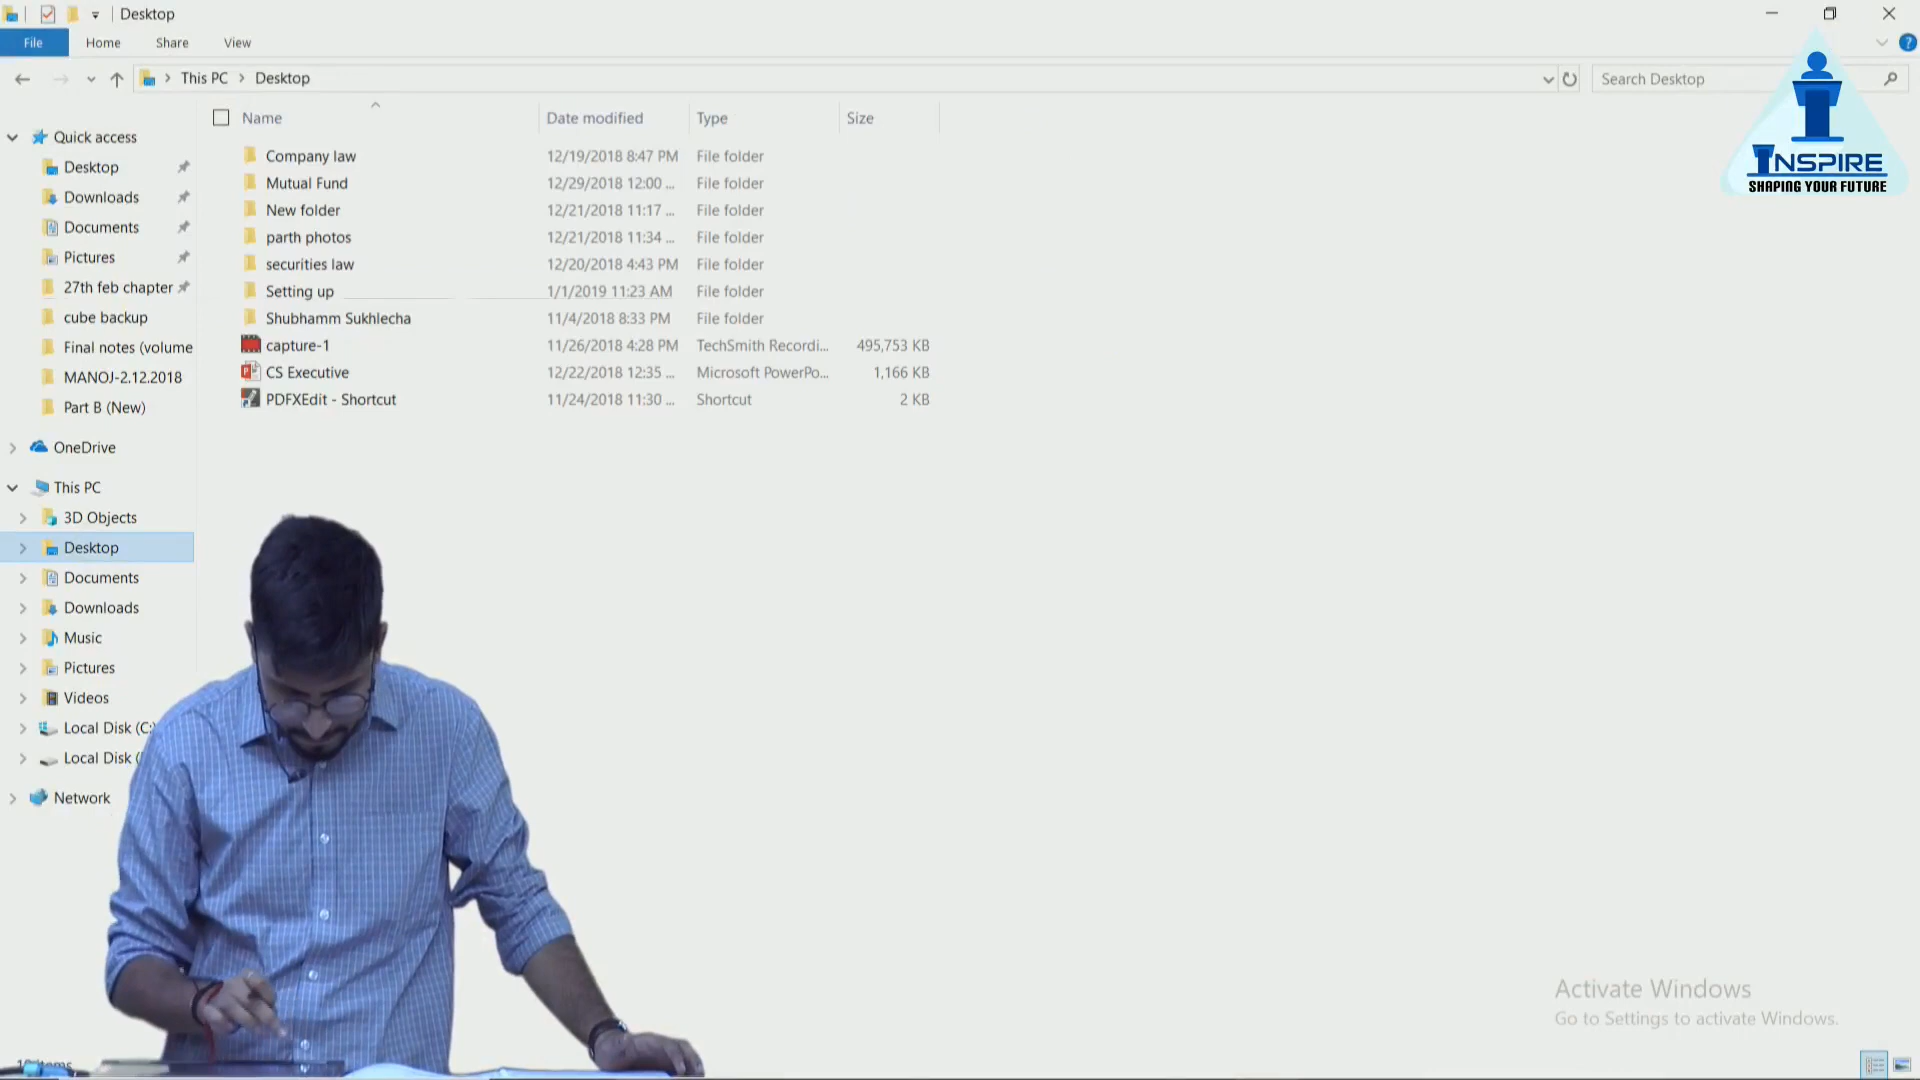 Desktop
File Home Share View
This PC Desktop
Search Desktop
INSPIRE
SHAPING YOUR FUTURE
Name Date modified Type Size
Quick access
Desktop
Downloads
Documents
Pictures
27th feb chapter
cube backup
Final notes (volume
MANOJ-2.12.2018
Part B (New)
OneDrive
This PC
3D Objects
Desktop
Documents
Downloads
Music
Pictures
Videos
Local Disk (C:
Local Disk (
Network
Company law 12/19/2018 8:47 PM File folder
Mutual Fund 12/29/2018 12:00 ... File folder
New folder 12/21/2018 11:17 ... File folder
parth photos 12/21/2018 11:34 ... File folder
securities law 12/20/2018 4:43 PM File folder
Setting up 1/1/2019 11:23 AM File folder
Shubhamm Sukhlecha 11/4/2018 8:33 PM File folder
capture-1 11/26/2018 4:28 PM TechSmith Recordi... 495,753 KB
CS Executive 12/22/2018 12:35 ... Microsoft PowerPo... 1,166 KB
PDFXEdit - Shortcut 11/24/2018 11:30 ... Shortcut 2 KB
Activate Windows
Go to Settings to activate Windows.